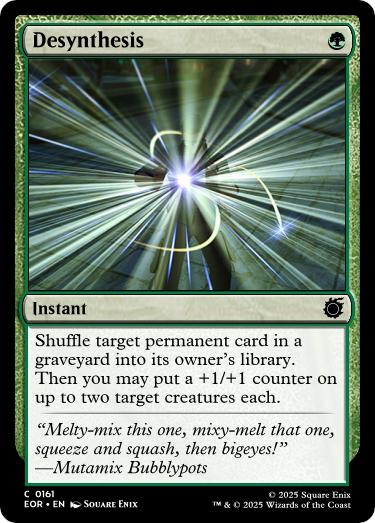 Desynthesis
Instant
Shuffle target permanent card in a
graveyard into its owner's library.
Then you may put a +1/+1 counter on
up to two target creatures each.
“Melty-mix this one, mixy-melt that one,
squeeze and squash, then bigeyes!”
—Mutamix Bubblypots
C 0161
EOR • EN Square Enix
© 2025 Square Enix
™ & © 2025 Wizards of the Coast